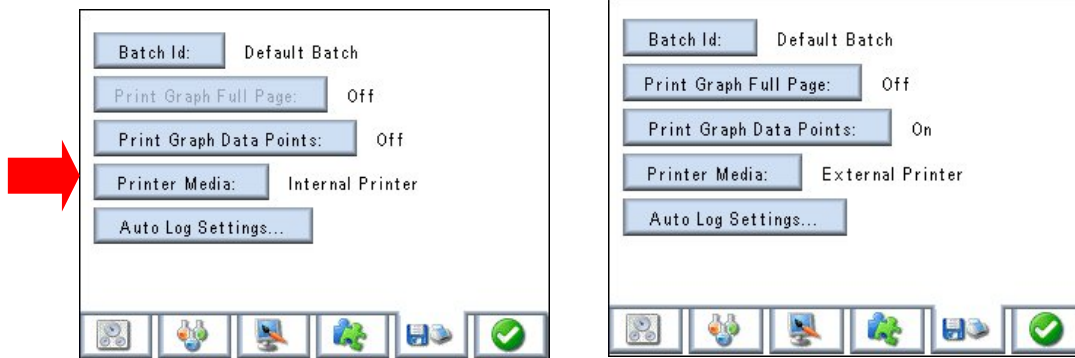 Batch Id: Default Batch
Print Graph Full Page: Off
Print Graph Data Points: Off
Printer Media: Internal Printer
Auto Log Settings...
Batch Id: Default Batch
Print Graph Full Page: Off
Print Graph Data Points: On
Printer Media: External Printer
Auto Log Settings...